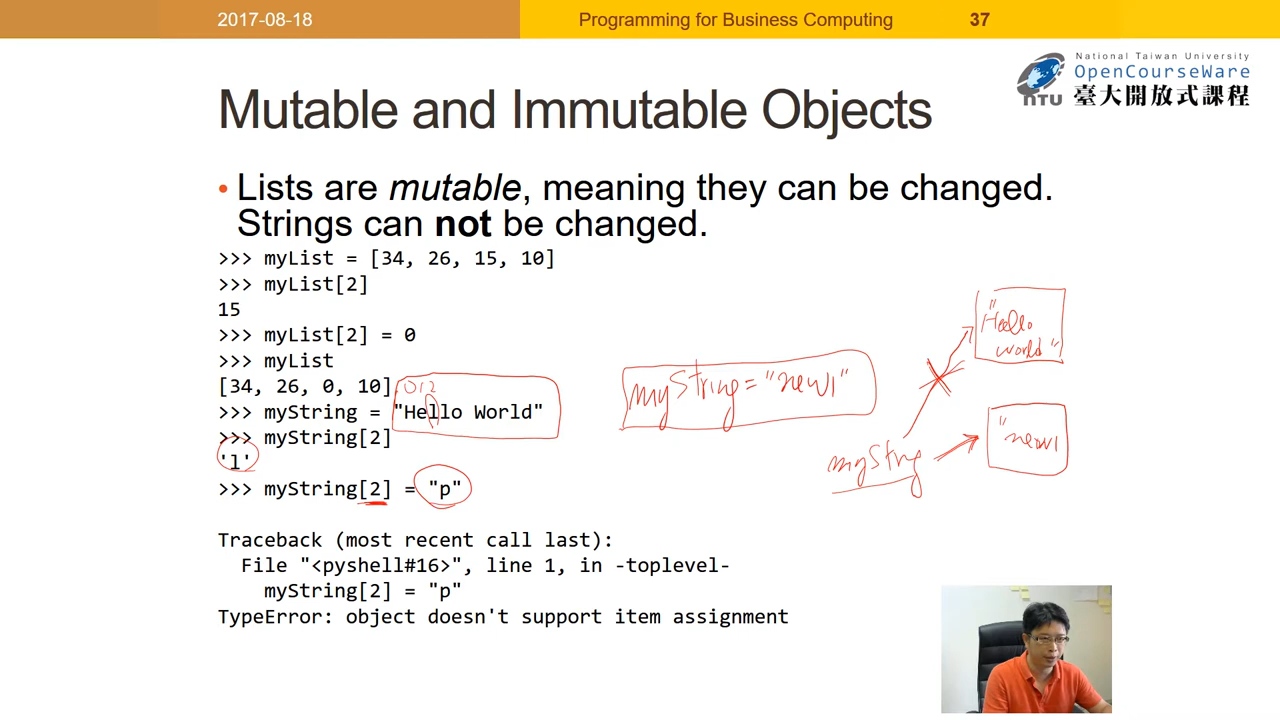 2017-08-18
Programming for Business Computing
37
National Taiwan University
OpenCourseWare
臺大開放式課程
NTU
Mutable and Immutable Objects
• Lists are mutable, meaning they can be changed.
Strings can not be changed.
>>> myList = [34, 26, 15, 10]
>>> myList[2]
15
>>> myList[2] = 0
>>> myList
[34, 26, 0, 10]
012
>>> myString = "Hello World"
>>> myString[2]
'l'
>>> myString[2] = "p"
Traceback (most recent call last):
File "<pyshell#16>", line 1, in -toplevel-
myString[2] = "p"
TypeError: object doesn't support item assignment
myString = "new1"
"Hello
world"
myString
"new1